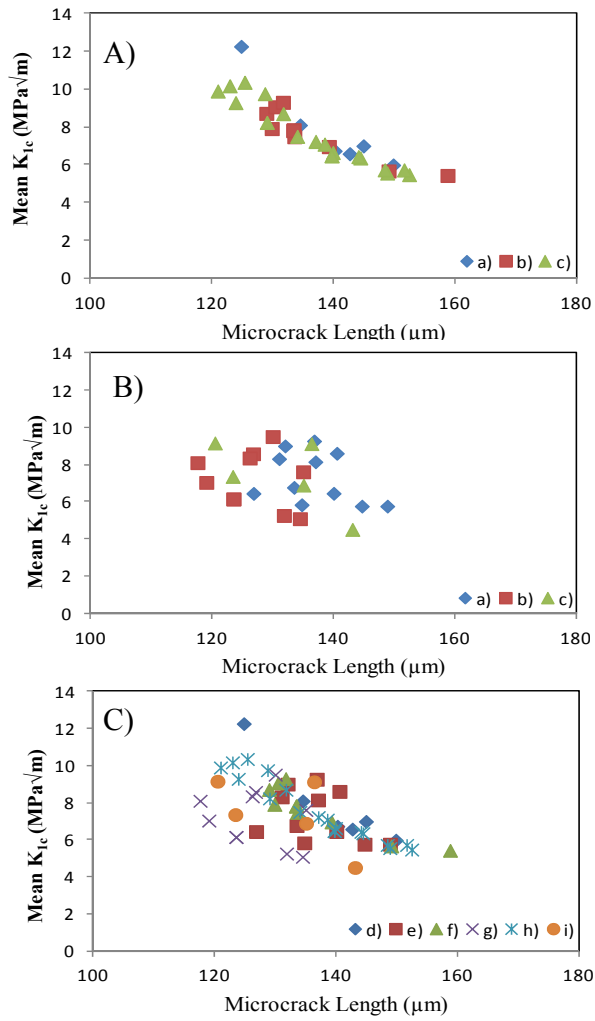 A)
Mean K1c (MPa√m)
14
12
10
8
6
4
2
0
100 120 140 160 180
a) b) c)
Microcrack Length (µm)
B)
Mean K1c (MPa√m)
14
12
10
8
6
4
2
0
100 120 140 160 180
a) b) c)
Microcrack Length (µm)
C)
Mean K1c (MPa√m)
14
12
10
8
6
4
2
0
100 120 140 160 180
d) e) f) g) h) i)
Microcrack Length (µm)